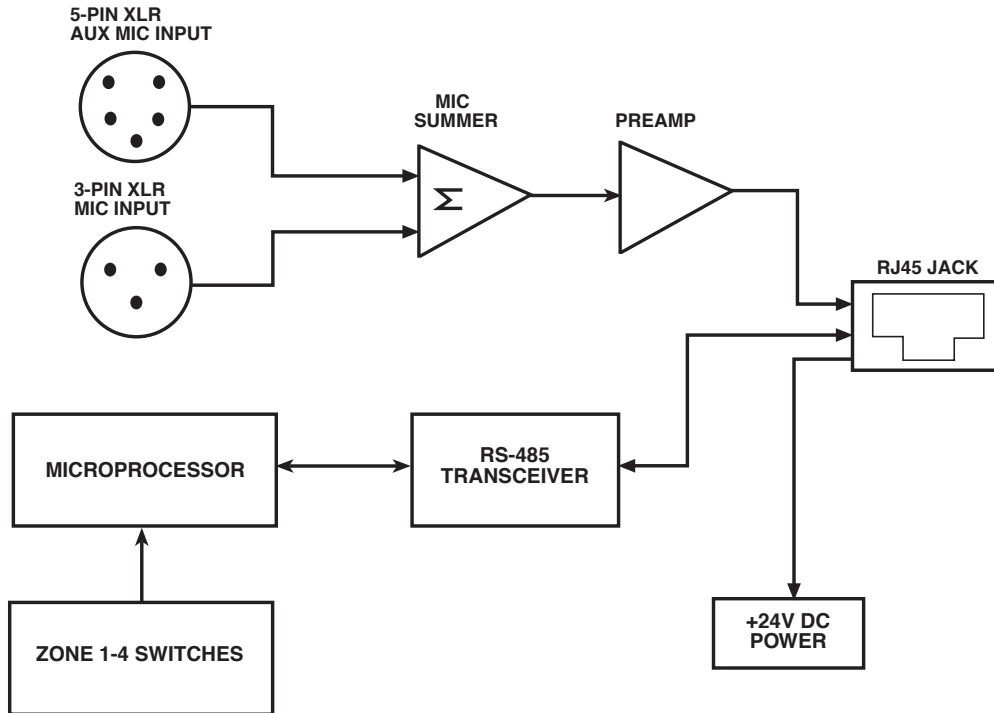 5-PIN XLR
AUX MIC INPUT
MIC
SUMMER
PREAMP
Σ
3-PIN XLR
MIC INPUT
RJ45 JACK
MICROPROCESSOR
RS-485
TRANSCEIVER
ZONE 1-4 SWITCHES
+24V DC
POWER